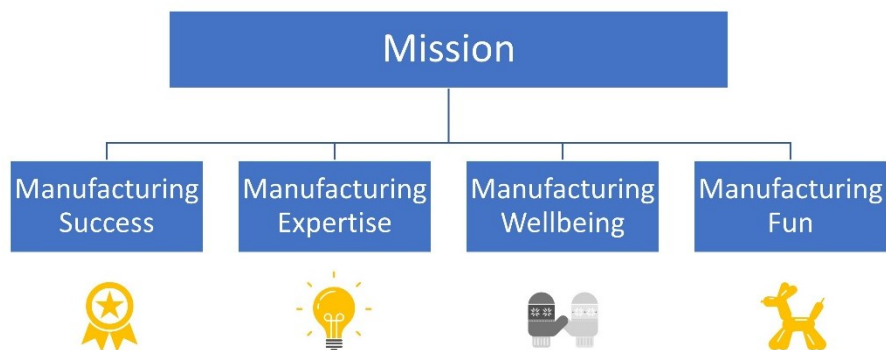 Mission
Manufacturing
Success
Manufacturing
Expertise
Manufacturing
Wellbeing
Manufacturing
Fun